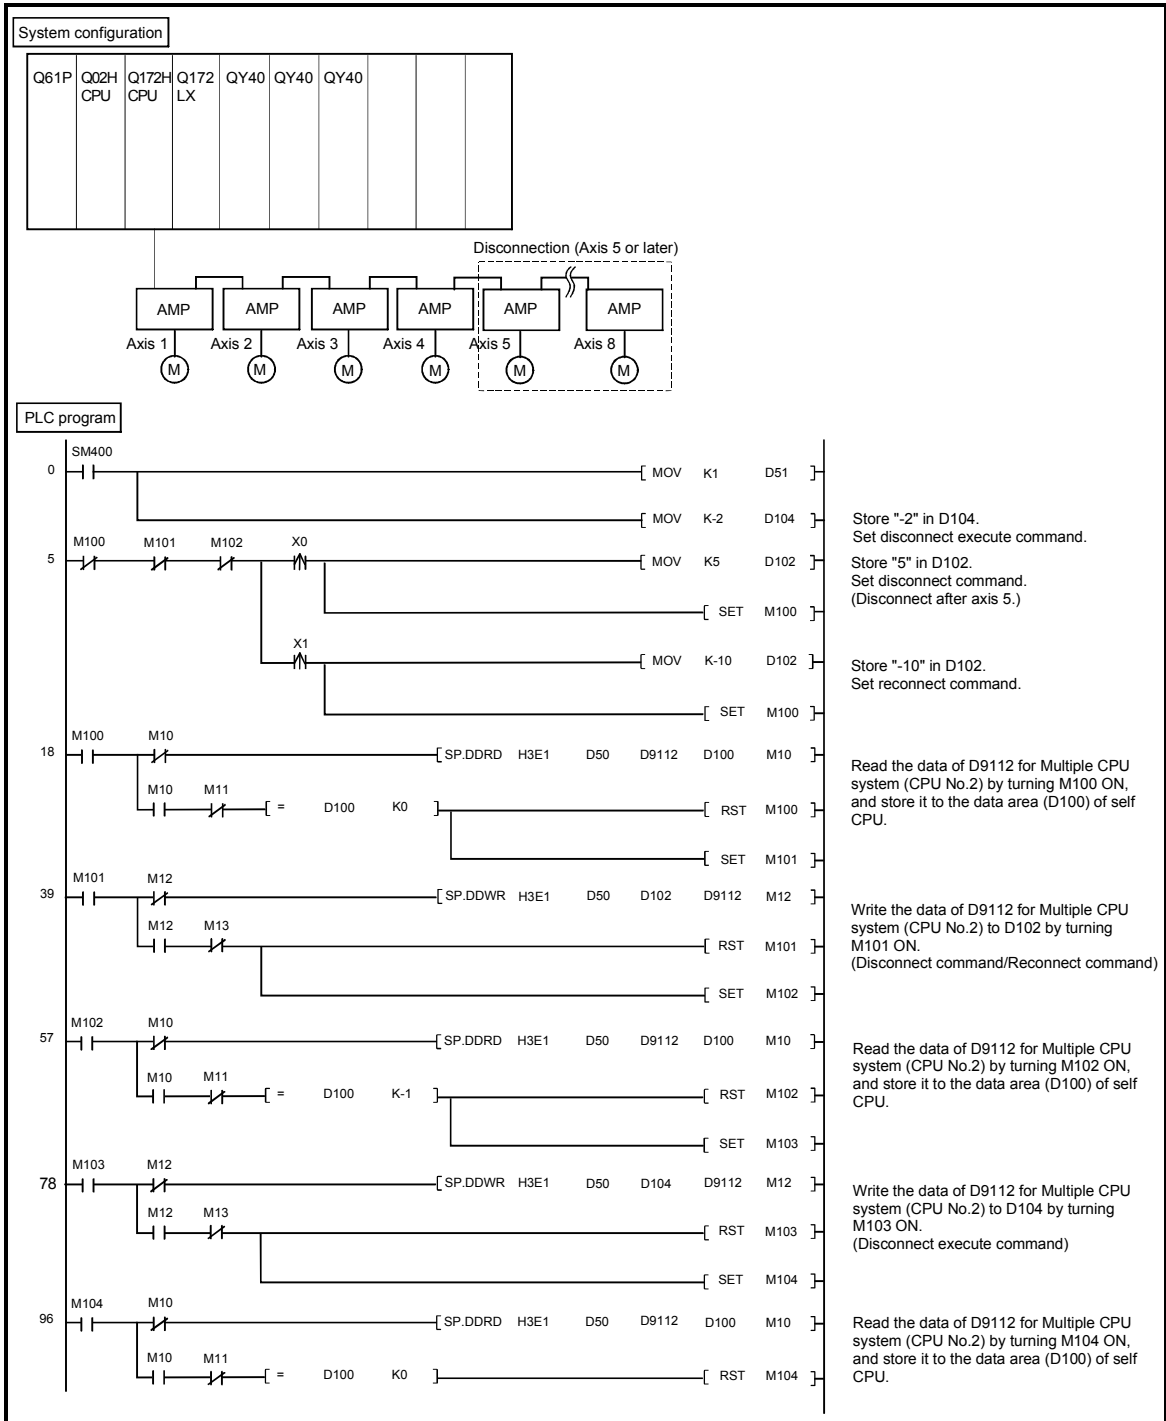 System configuration
Q61P Q02H Q172H Q172 QY40 QY40 QY40
CPU CPU LX
Disconnection (Axis 5 or later)
AMP AMP AMP AMP AMP AMP
Axis 1 Axis 2 Axis 3 Axis 4 Axis 5 Axis 8
M M M M M M
PLC program
SM400
0 [ MOV K1 D51 ]
[ MOV K-2 D104 ]
Store "-2" in D104.
Set disconnect execute command.
M100 M101 M102 X0
5 [ MOV K5 D102 ]
Store "5" in D102.
Set disconnect command.
(Disconnect after axis 5.)
[ SET M100 ]
X1
[ MOV K-10 D102 ]
Store "-10" in D102.
Set reconnect command.
[ SET M100 ]
M100 M10
18 [ SP.DDRD H3E1 D50 D9112 D100 M10 ]
Read the data of D9112 for Multiple CPU
system (CPU No.2) by turning M100 ON,
and store it to the data area (D100) of self
CPU.
M10 M11
[ = D100 K0 ] [ RST M100 ]
[ SET M101 ]
M101 M12
39 [ SP.DDWR H3E1 D50 D102 D9112 M12 ]
Write the data of D9112 for Multiple CPU
system (CPU No.2) to D102 by turning
M101 ON.
(Disconnect command/Reconnect command)
M12 M13
[ RST M101 ]
[ SET M102 ]
M102 M10
57 [ SP.DDRD H3E1 D50 D9112 D100 M10 ]
Read the data of D9112 for Multiple CPU
system (CPU No.2) by turning M102 ON,
and store it to the data area (D100) of self
CPU.
M10 M11
[ = D100 K-1 ] [ RST M102 ]
[ SET M103 ]
M103 M12
78 [ SP.DDWR H3E1 D50 D104 D9112 M12 ]
Write the data of D9112 for Multiple CPU
system (CPU No.2) to D104 by turning
M103 ON.
(Disconnect execute command)
M12 M13
[ RST M103 ]
[ SET M104 ]
M104 M10
96 [ SP.DDRD H3E1 D50 D9112 D100 M10 ]
Read the data of D9112 for Multiple CPU
system (CPU No.2) by turning M104 ON,
and store it to the data area (D100) of self
CPU.
M10 M11
[ = D100 K0 ] [ RST M104 ]